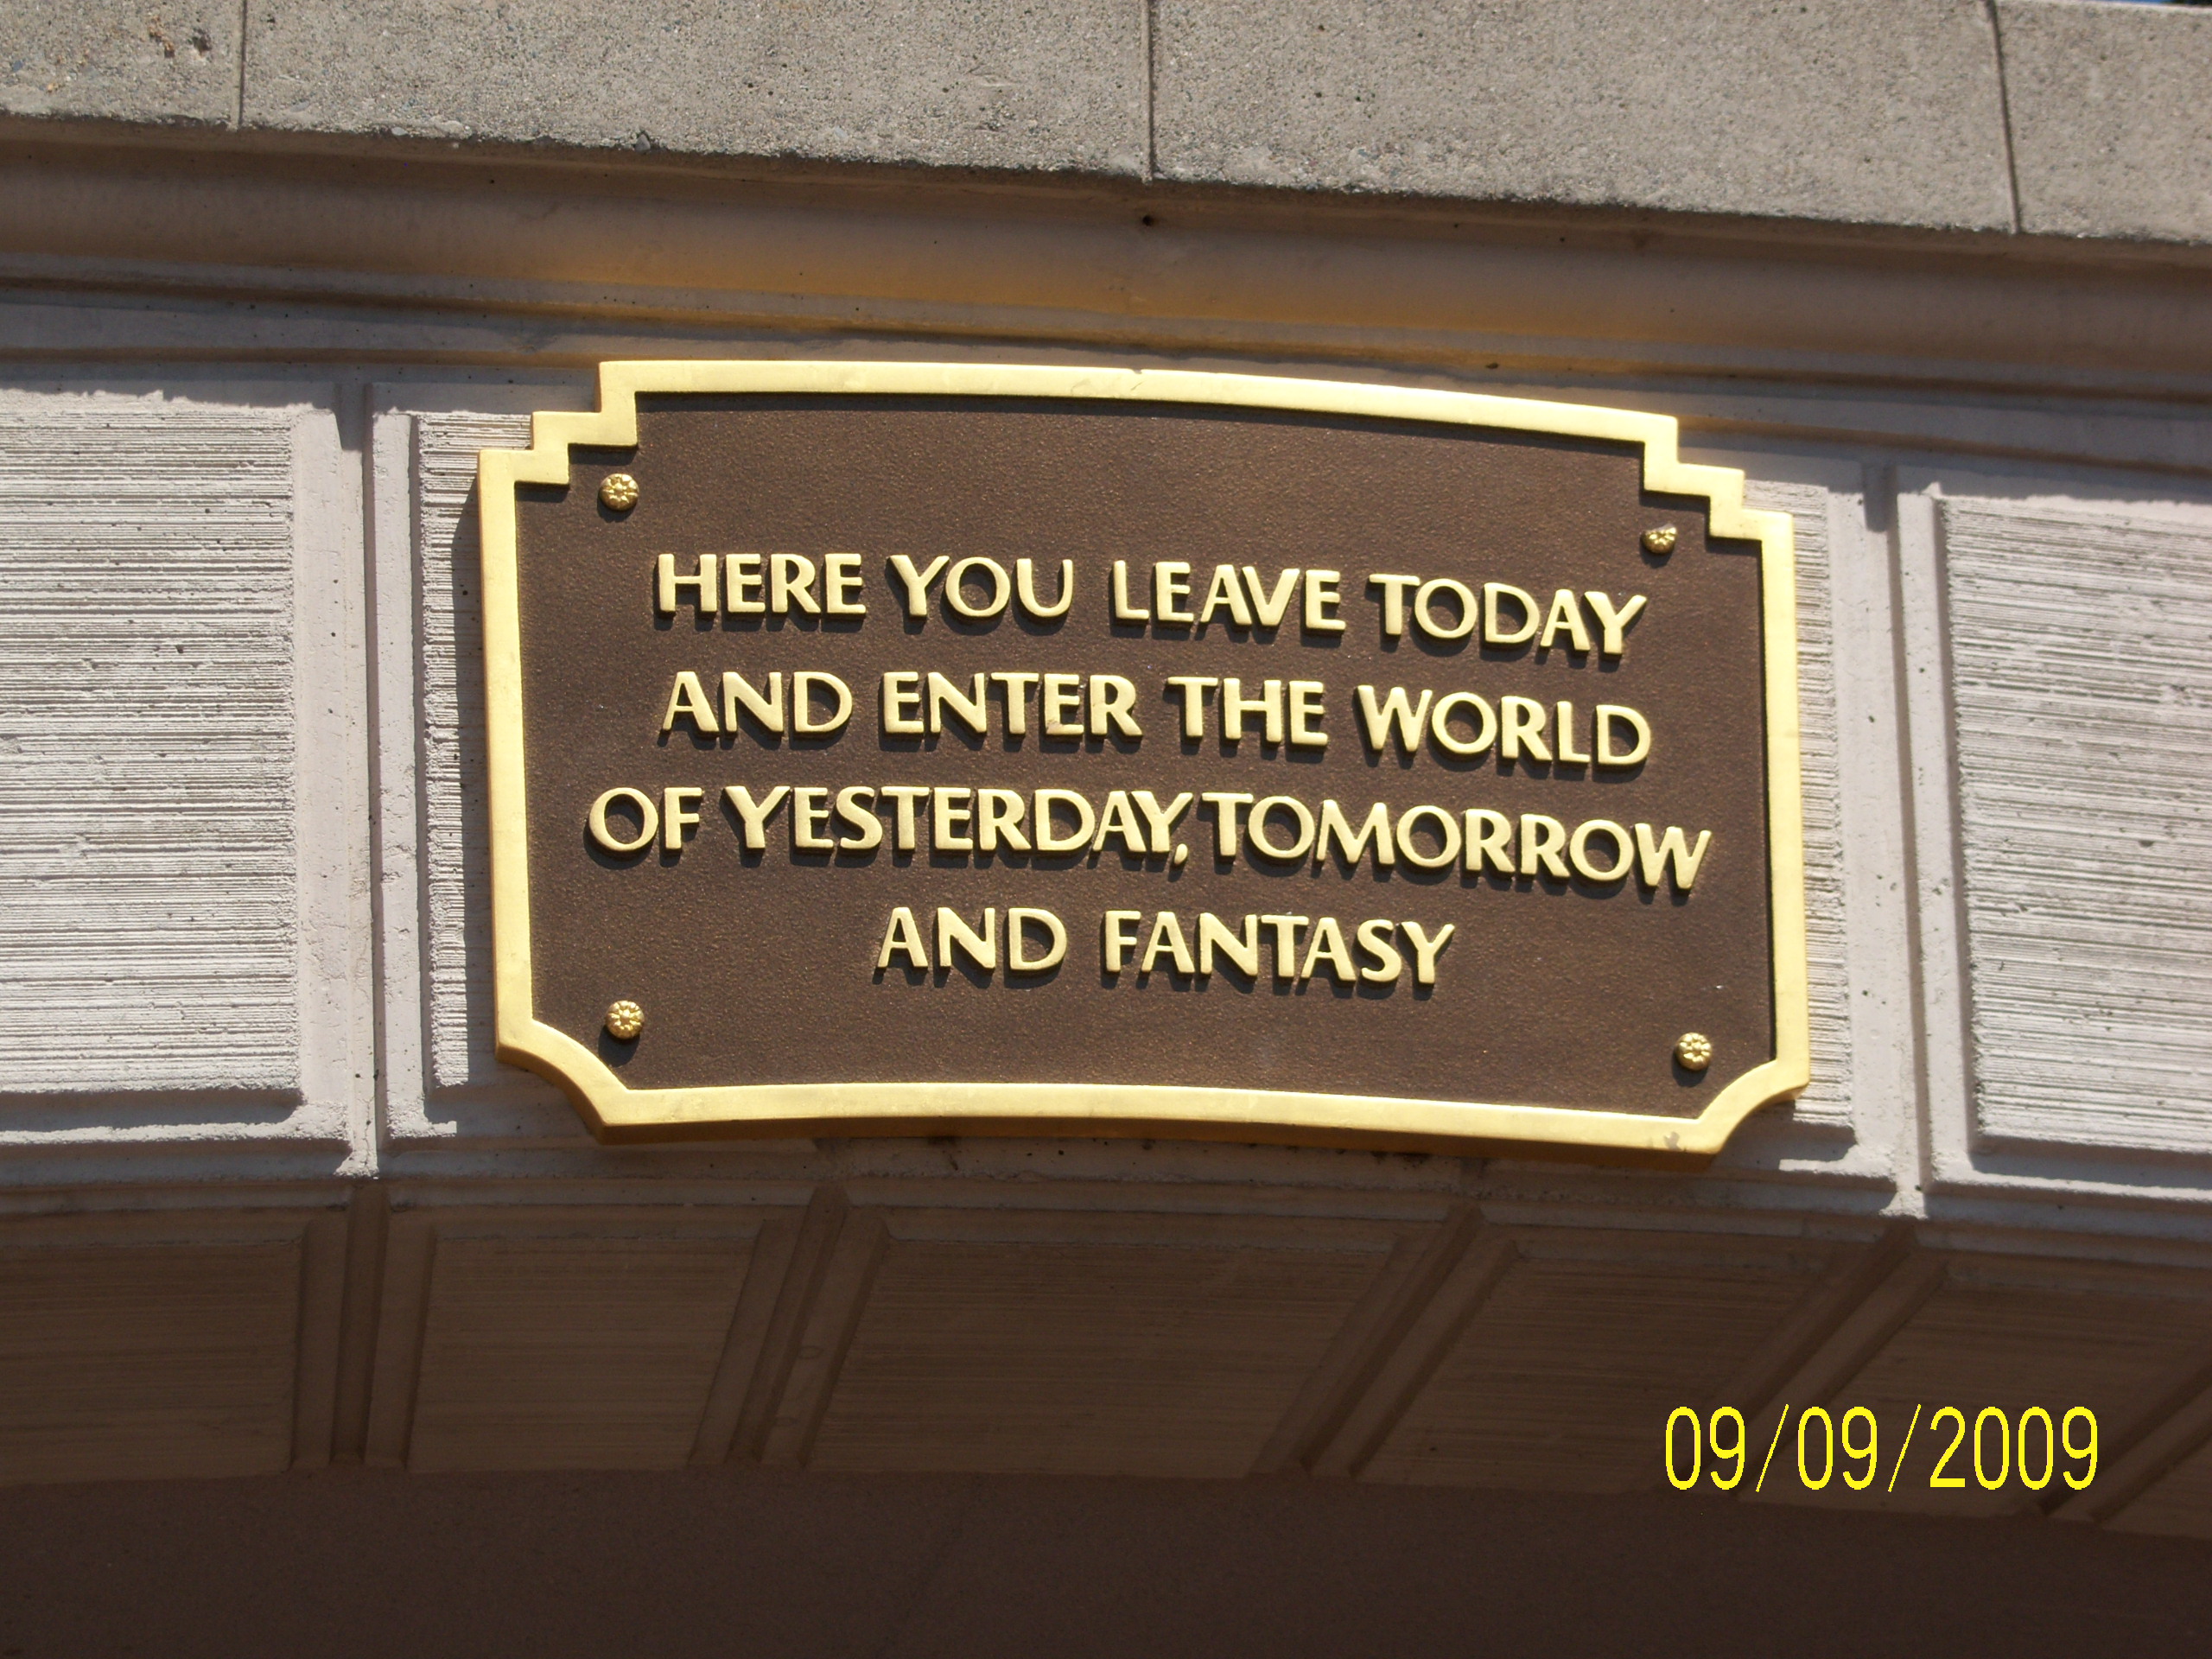 HERE YOU LEAVE TODAY
AND ENTER THE WORLD
OF YESTERDAY, TOMORROW
AND FANTASY
09/09/2009